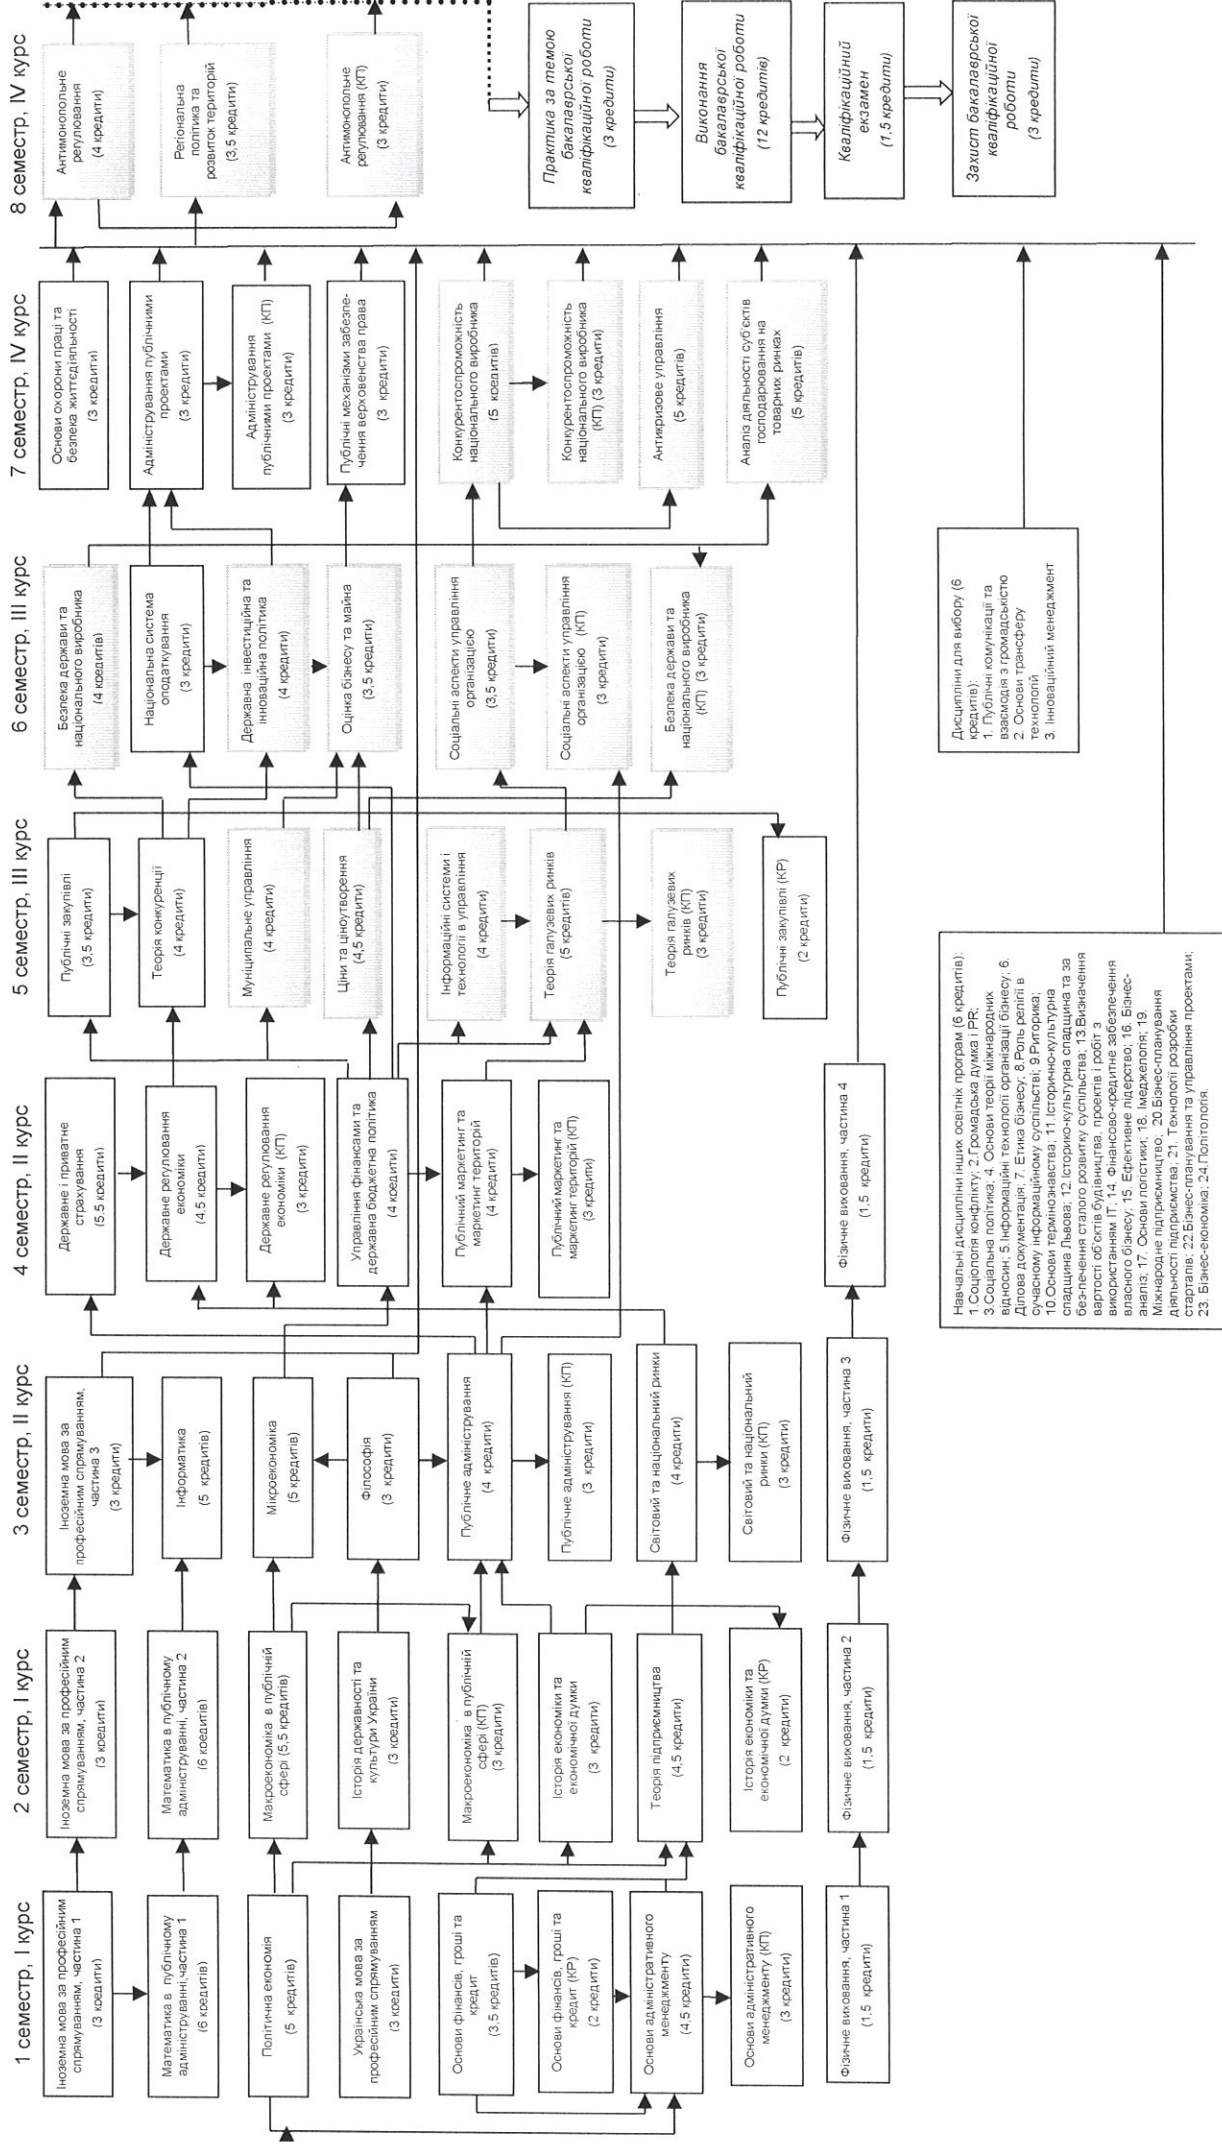 1 семестр, I курс
Іноземна мова за професійним
спрямуванням, частина 1
(3 кредити)
Математика в публічному
адмініструванні,частина 1
(6 кредитів)
Політична економія
(5 кредитів)
Українська мова за
професійним спрямуванням
(3 кредити)
Основи фінансів, гроші та
кредит
(3,5 кредитів)
Основи фінансів, гроші та
кредит (КР)
(2 кредити)
Основи адміністративного
менеджменту
(4,5 кредити)
Основи адміністративного
менеджменту (КП)
(3 кредити)
Фізичне виховання, частина 1
(1,5 кредити)
2 семестр, I курс
Іноземна мова за професійним
спрямуванням, частина 2
(3 кредити)
Математика в публічному
адмініструванні, частина 2
(6 кредитів)
Макроекономіка в публічній
сфері (5,5 кредитів)
Історія державності та
культури України
(3 кредити)
Макроекономіка в публічній
сфері (КП)
(3 кредити)
Історія економіки та
економічної думки
(3 кредити)
Теорія підприємництва
(4,5 кредити)
Історія економіки та
економічної думки (КР)
(2 кредити)
Фізичне виховання, частина 2
(1,5 кредити)
3 семестр, II курс
Іноземна мова за
професійним спрямуванням,
частина 3
(3 кредити)
Інформатика
(5 кредитів)
Мікроекономіка
(5 кредитів)
Філософія
(3 кредити)
Публічне адміністрування
(4 кредити)
Публічне адміністрування (КП)
(3 кредити)
Світовий та національний ринки
(4 кредити)
Світовий та національний
ринки (КП)
(3 кредити)
Фізичне виховання, частина 3
(1,5 кредити)
4 семестр, II курс
Державне і приватне
страхування
(5,5 кредити)
Державне регулювання
економіки
(4,5 кредити)
Державне регулювання
економіки (КП)
(3 кредити)
Управління фінансами та
державна бюджетна політика
(4 кредити)
Публічний маркетинг та
маркетинг територій
(4 кредити)
Публічний маркетинг та
маркетинг територій (КП)
(3 кредити)
Фізичне виховання, частина 4
(1,5 кредити)
5 семестр, III курс
Публічні закупівлі
(3,5 кредити)
Теорія конкуренції
(4 кредити)
Муніципальне управління
(4 кредити)
Ціни та ціноутворення
(4,5 кредити)
Інформаційні системи і
технології в управління
(4 кредити)
Теорія галузевих ринків
(5 кредитів)
Теорія галузевих
ринків (КП)
(3 кредити)
Публічні закупівлі (КР)
(2 кредити)
6 семестр, III курс
Безпека держави та
національного виробника
(4 кредитів)
Національна система
оподаткування
(3 кредити)
Державна інвестиційна та
інноваційна політика
(4 кредити)
Оцінка бізнесу та майна
(3,5 кредити)
Соціальні аспекти управління
організацією
(3,5 кредити)
Соціальні аспекти управління
організацією (КП)
(3 кредити)
Безпека держави та
національного виробника
(КП) (3 кредити)
7 семестр, IV курс
Основи охорони праці та
безпека життєдіяльності
(3 кредити)
Адміністрування публічними
проектами
(3 кредити)
Адміністрування
публічними проектами (КП)
(3 кредити)
Публічні механізми забезпе-
чення верховенства права
(3 кредити)
Конкурентоспроможність
національного виробника
(5 кредитів)
Конкурентоспроможність
національного виробника
(КП) (3 кредити)
Антикризове управління
(5 кредитів)
Аналіз діяльності суб'єктів
господарювання на
товарних ринках
(5 кредитів)
8 семестр, IV курс
Антимонопольне
регулювання
(4 кредити)
Регіональна
політика та
розвиток територій
(3,5 кредити)
Антимонопольне
регулювання (КП)
(3 кредити)
Практика за темою
бакалаврської
кваліфікаційної роботи
(3 кредити)
Виконання
бакалаврської
кваліфікаційної роботи
(12 кредитів)
Кваліфікаційний
екзамен
(1,5 кредити)
Захист бакалаврської
кваліфікаційної
роботи
(3 кредити)
Дисципліни для вибору (6
кредитів):
1. Публічні комунікації та
взаємодія з громадськістю
2. Основи трансферу
технологій
3. Інноваційний менеджмент
Навчальні дисципліни інших освітніх програм (6 кредитів):
1.Соціологія конфлікту; 2.Громадська думка і PR;
3.Соціальна політика; 4. Основи теорії міжнародних
відносин; 5.Інформаційні технології організації бізнесу; 6.
Ділова документація; 7. Етика бізнесу; 8.Роль релігії в
сучасному інформаційному суспільстві; 9.Риторика;
10.Основи термінознавства; 11.Історично-культурна
спадщина Львова; 12. Історико-культурна спадщина та за
без-печення сталого розвитку суспільства; 13.Визначення
вартості об'єктів будівництва, проектів і робіт з
використанням ІТ; 14. Фінансово-кредитне забезпечення
власного бізнесу; 15. Ефективне лідерство; 16. Бізнес-
аналіз; 17. Основи логістики; 18. Імеджелогія; 19.
Міжнародне підприємництво; 20.Бізнес-планування
діяльності підприємства; 21. Технології розробки
стартапів; 22.Бізнес-планування та управління проектами;
23. Бізнес-економіка; 24.Політологія.